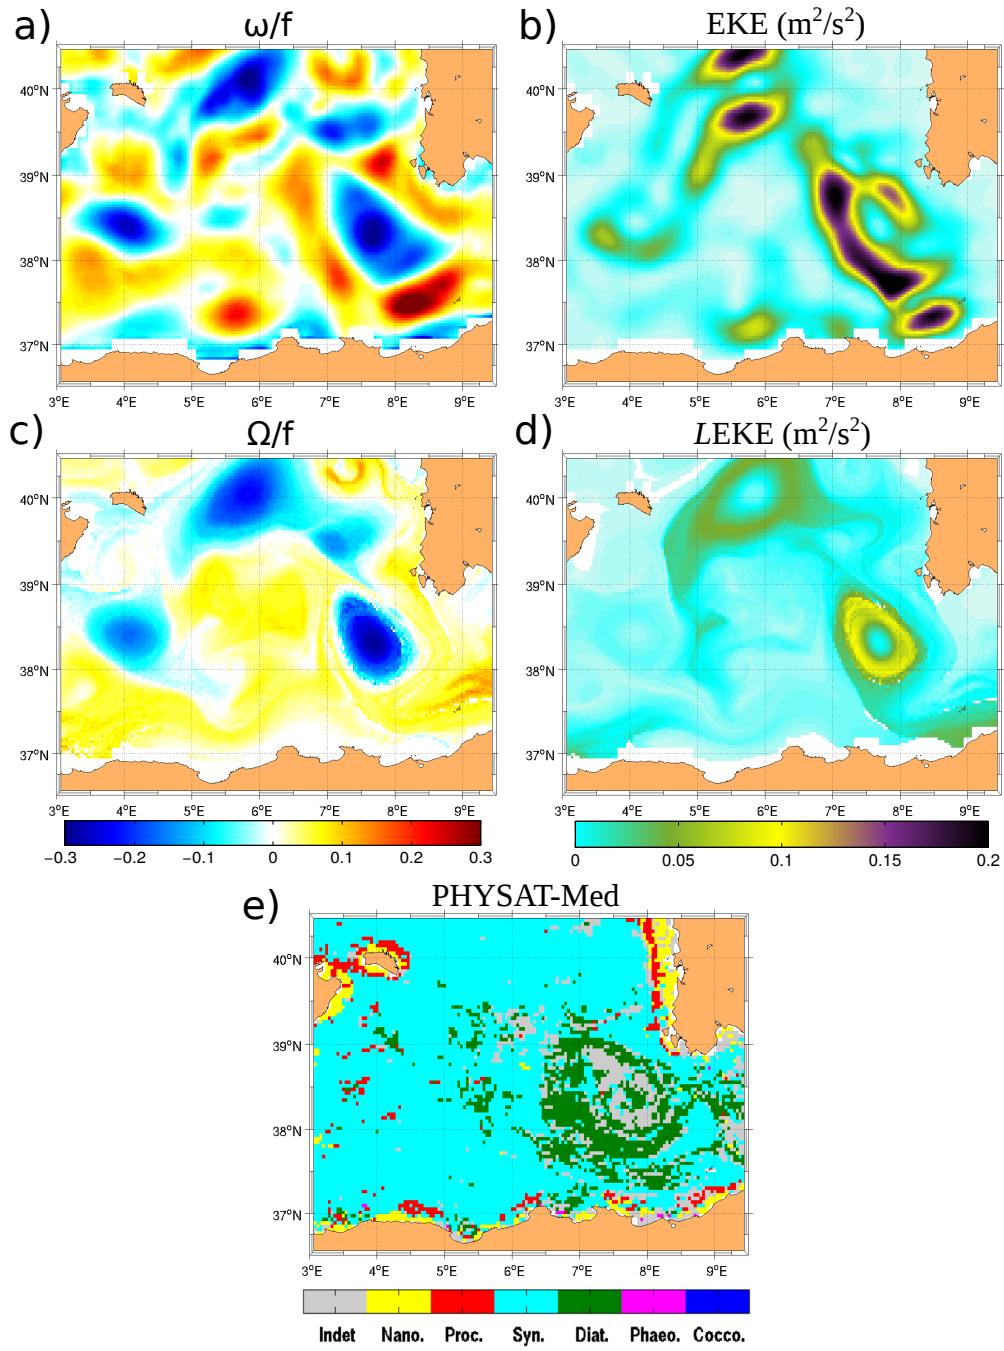 a) ω/f
b) EKE (m²/s²)
40°N
39°N
38°N
37°N
3°E 4°E 5°E 6°E 7°E 8°E 9°E
40°N
39°N
38°N
37°N
3°E 4°E 5°E 6°E 7°E 8°E 9°E
c) Ω/f
d) LEKE (m²/s²)
40°N
39°N
38°N
37°N
3°E 4°E 5°E 6°E 7°E 8°E 9°E
−0.3 −0.2 −0.1 0 0.1 0.2 0.3
40°N
39°N
38°N
37°N
3°E 4°E 5°E 6°E 7°E 8°E 9°E
0 0.05 0.1 0.15 0.2
e) PHYSAT-Med
40°N
39°N
38°N
37°N
3°E 4°E 5°E 6°E 7°E 8°E 9°E
Indet Nano. Proc. Syn. Diat. Phaeo. Cocco.